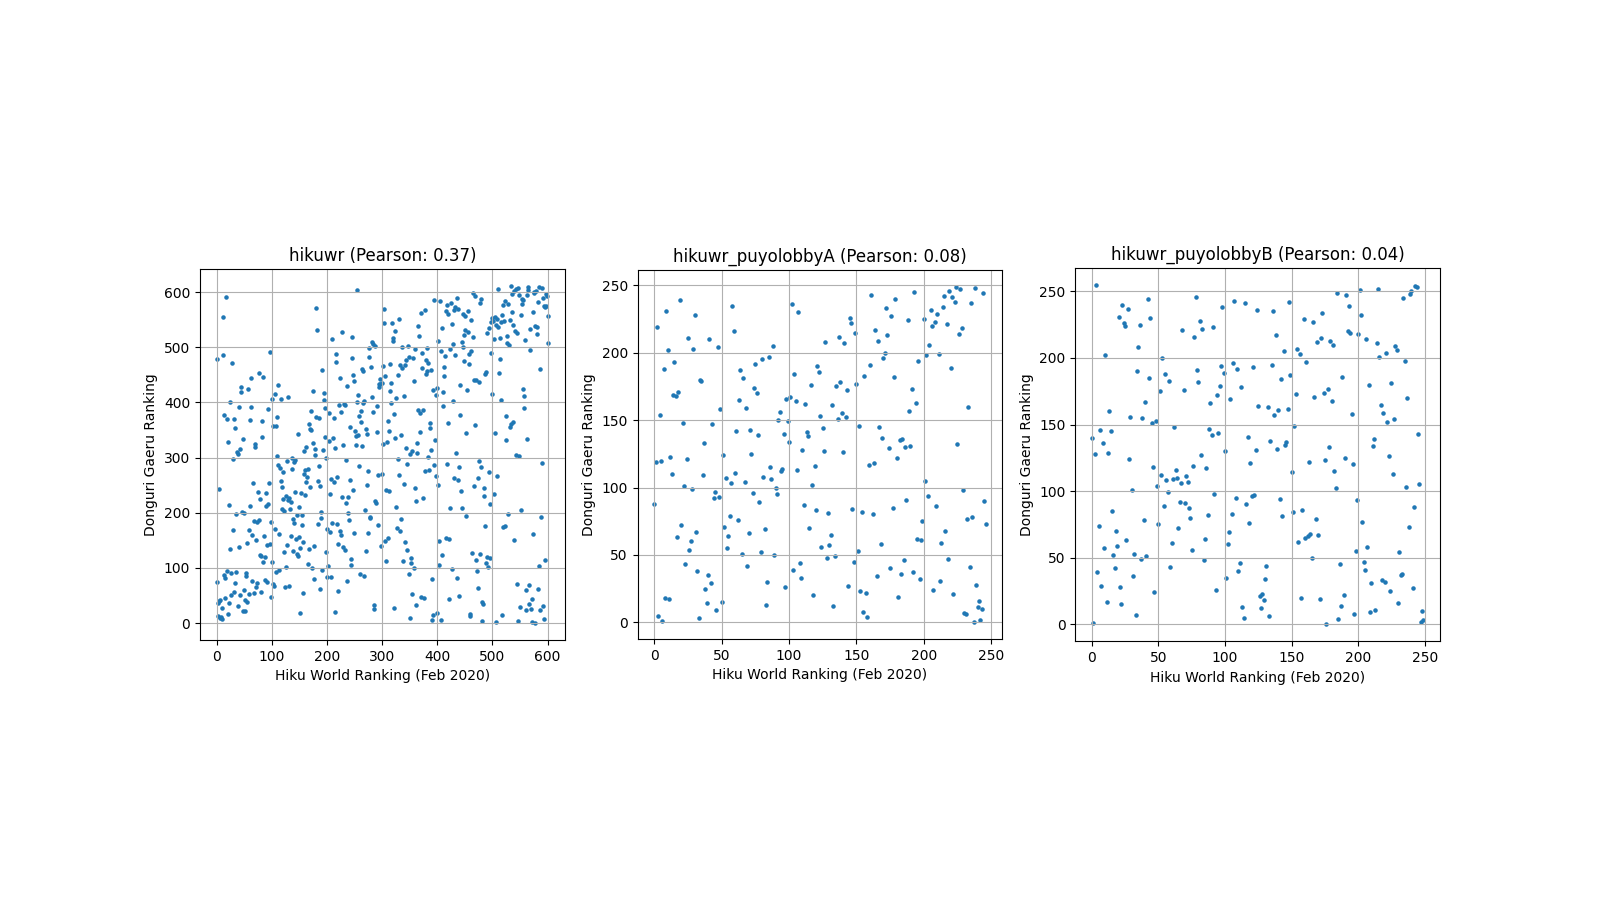 hikuwr (Pearson: 0.37)
600
500
400
300
200
100
0
0 100 200 300 400 500 600
Donguri Gaeru Ranking
Hiku World Ranking (Feb 2020)
hikuwr_puyolobbyA (Pearson: 0.08)
250
200
150
100
50
0
0 50 100 150 200 250
Donguri Gaeru Ranking
Hiku World Ranking (Feb 2020)
hikuwr_puyolobbyB (Pearson: 0.04)
250
200
150
100
50
0
0 50 100 150 200 250
Donguri Gaeru Ranking
Hiku World Ranking (Feb 2020)